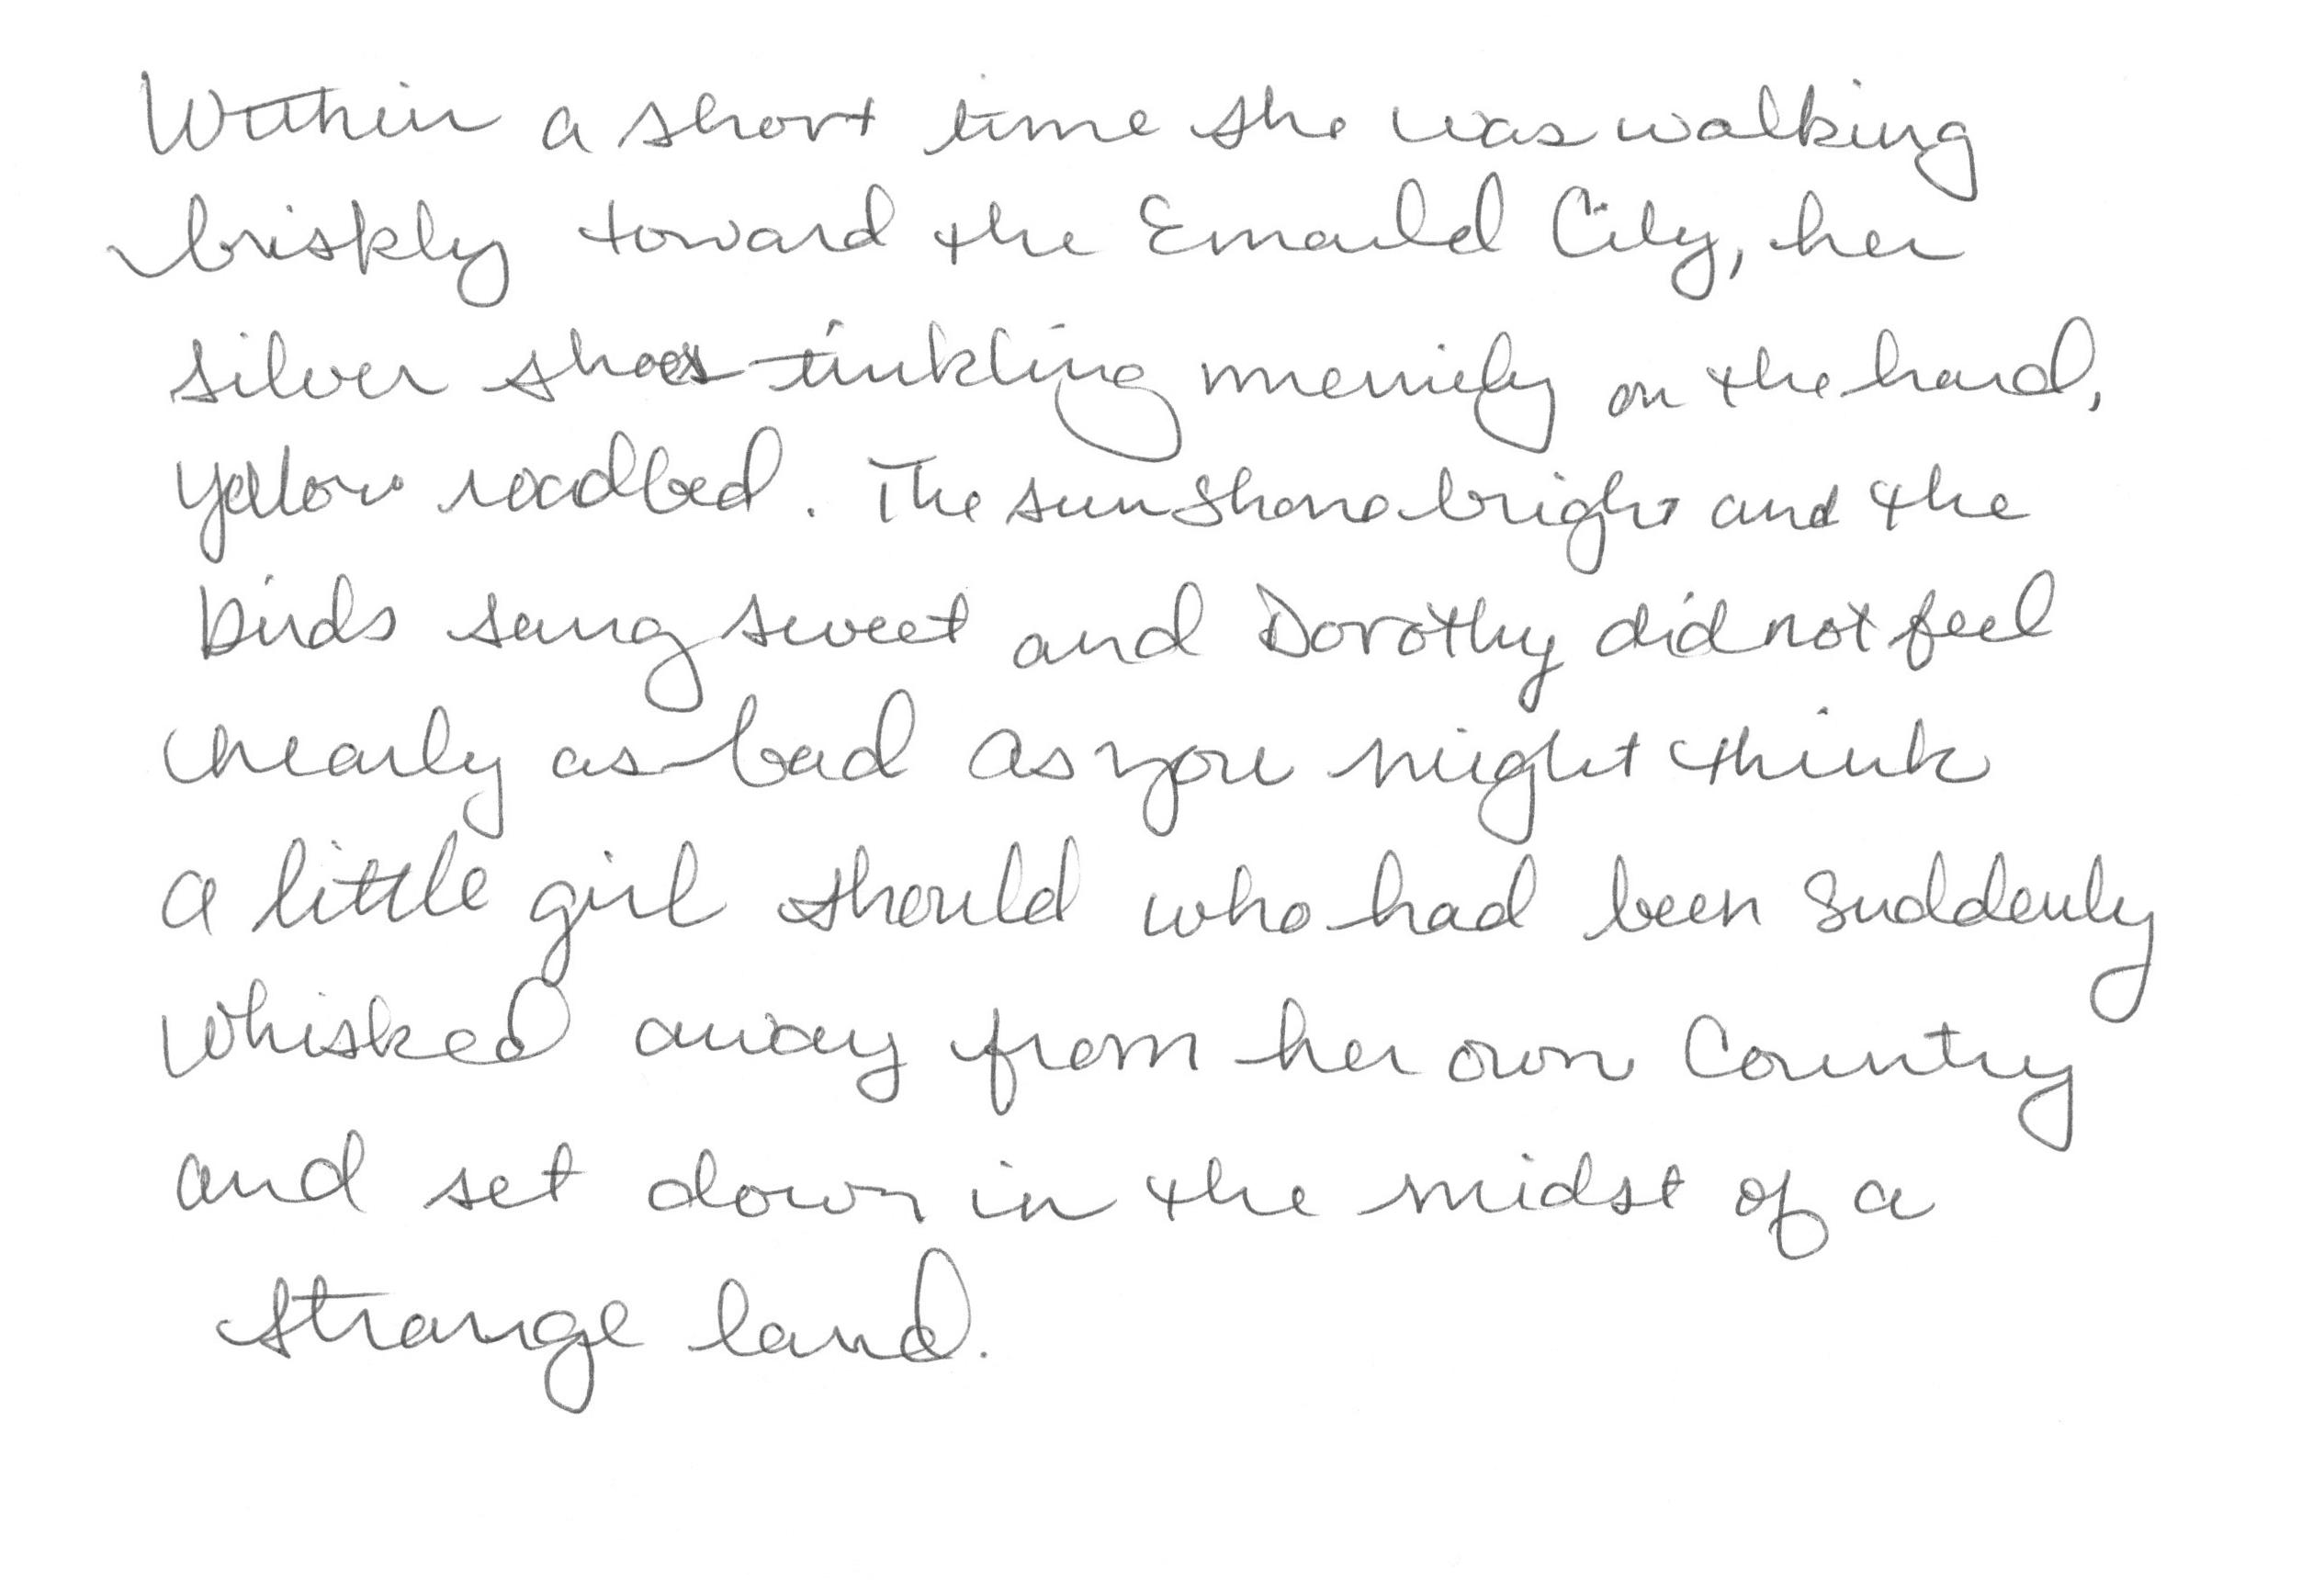 Within a short time she was walking
briskly toward the Emerald City, her
silver shoes tinkling merrily on the hard,
yellow roadbed. The sun shone bright and the
birds sang sweet and Dorothy did not feel
nearly as bad as you might think
a little girl should who had been suddenly
whisked away from her own country
and set down in the midst of a
strange land.